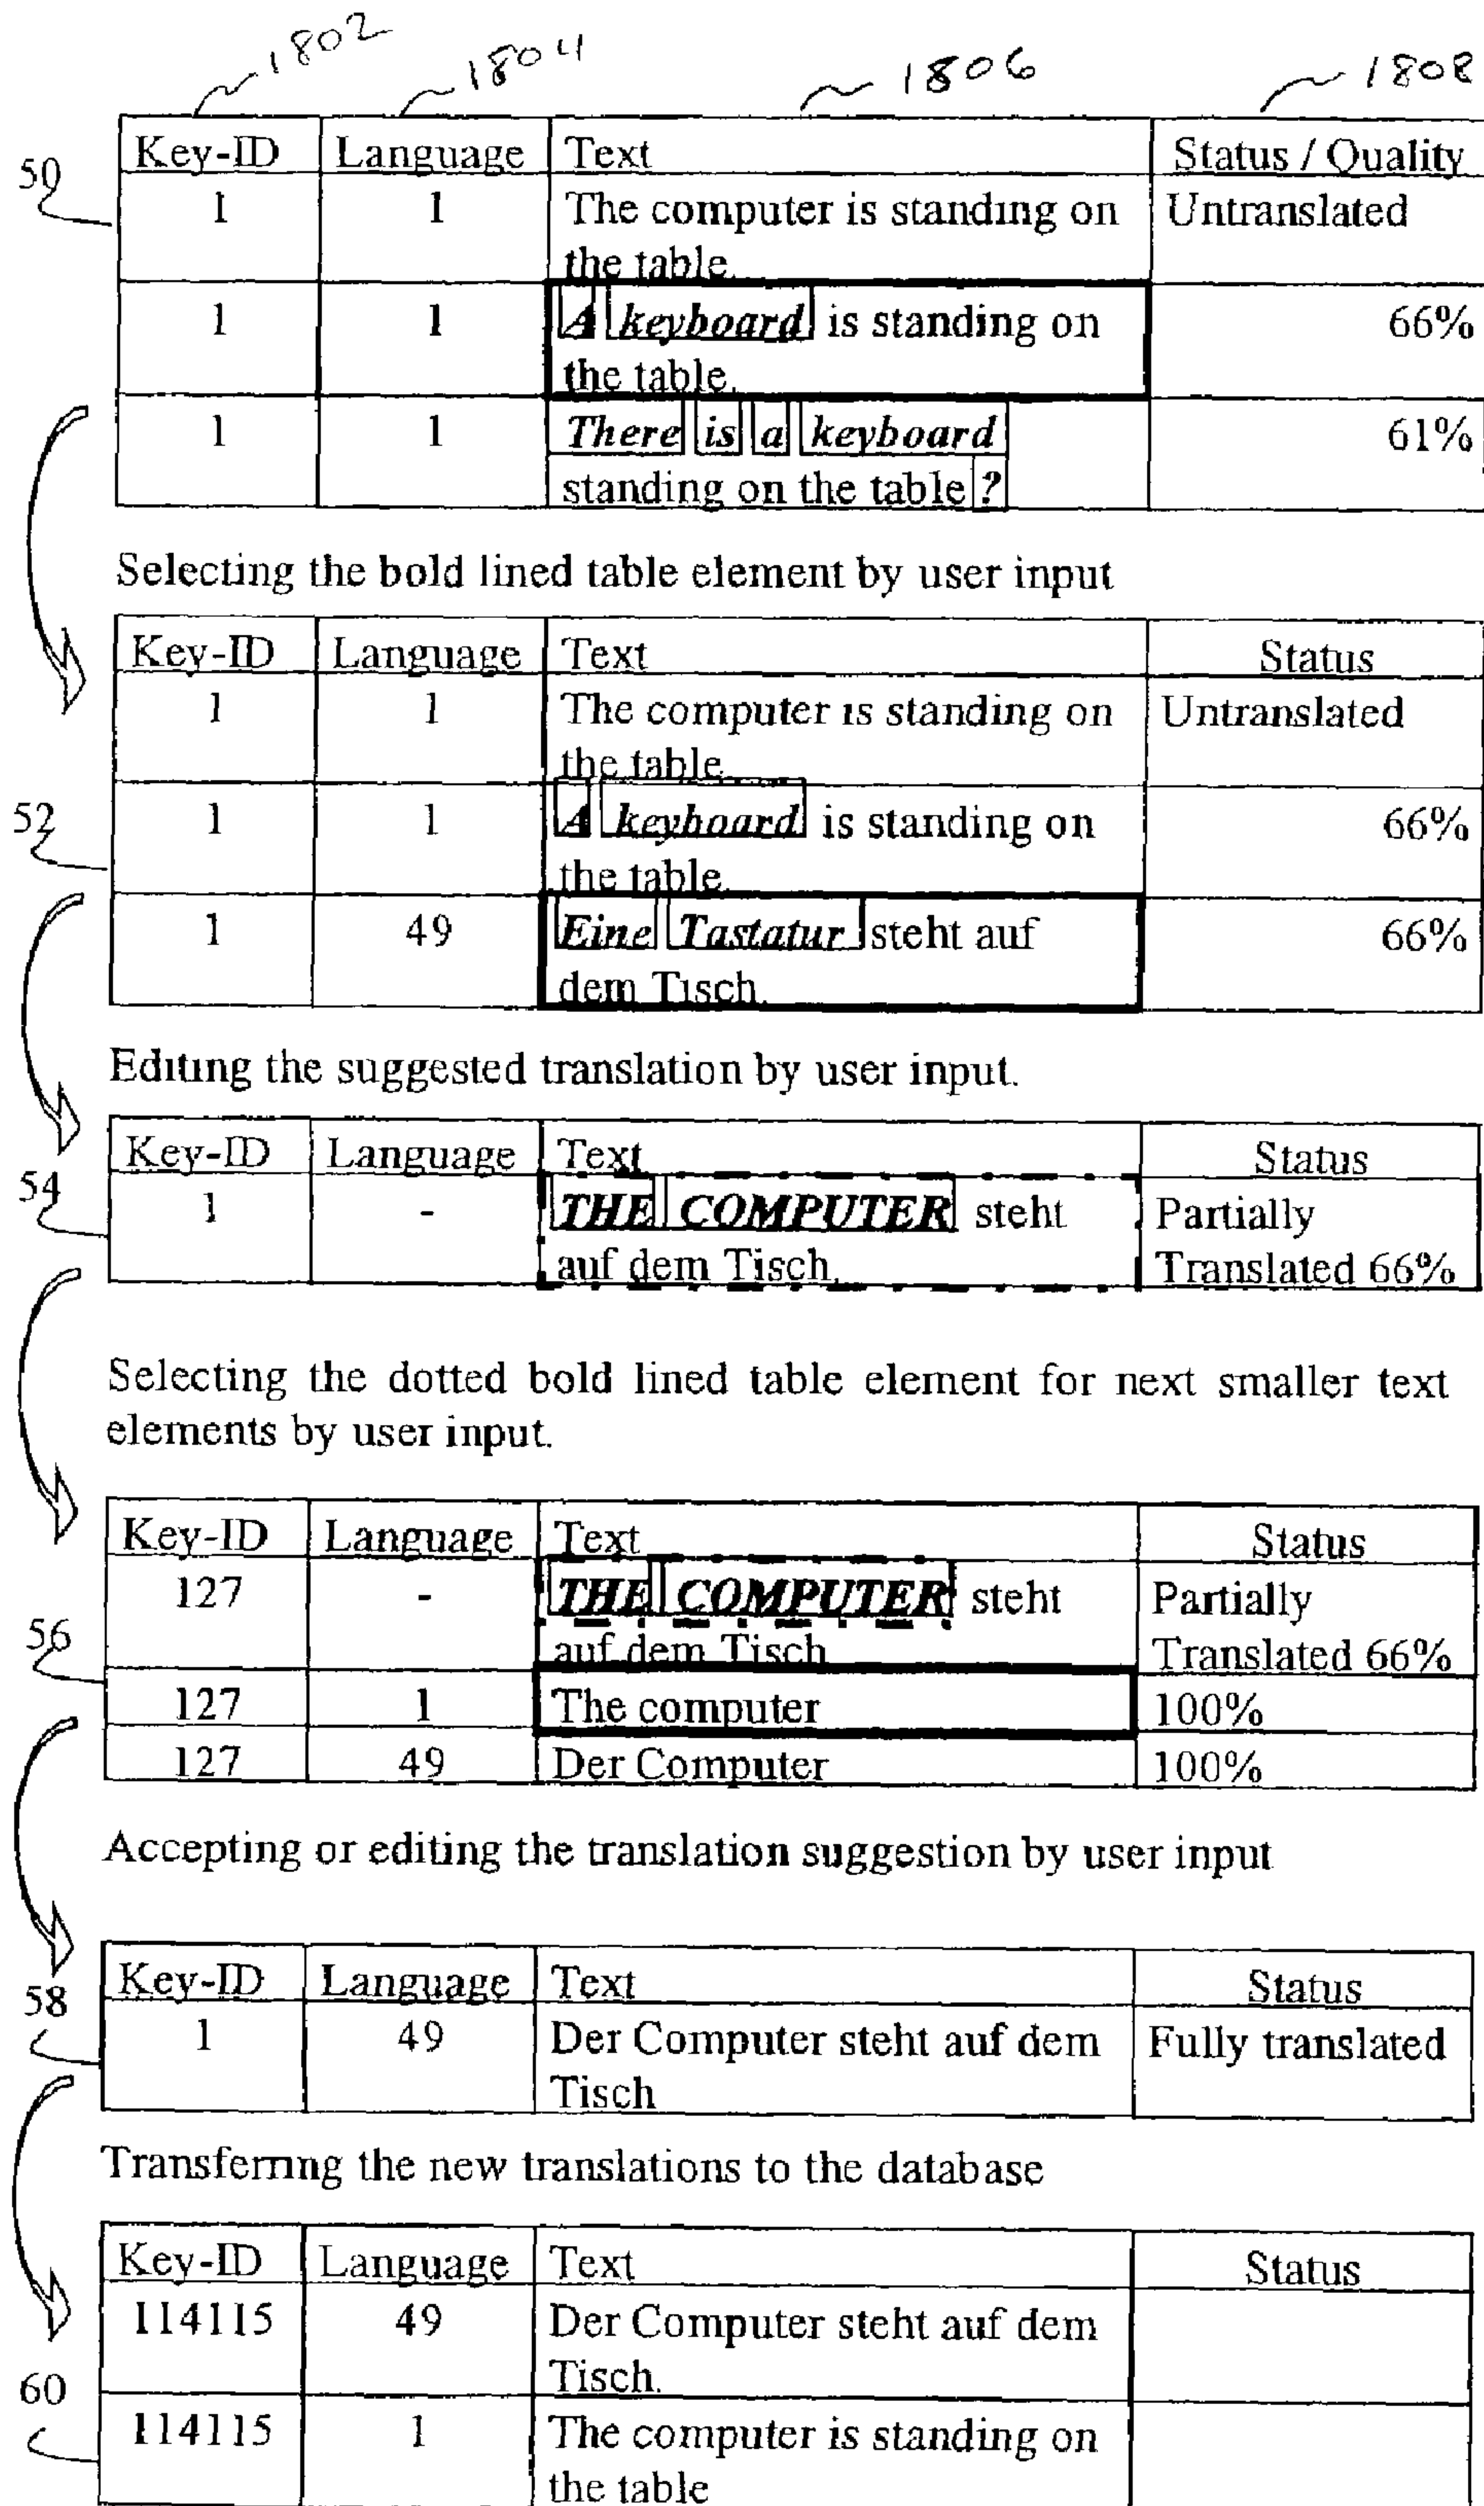 1802 1804 1806 1808
Key-ID Language Text Status / Quality
50
1 1 The computer is standing on Untranslated
the table.
1 1 A keyboard is standing on 66%
the table.
1 1 There is a keyboard 61%
standing on the table ?
Selecting the bold lined table element by user input
Key-ID Language Text Status
1 1 The computer is standing on Untranslated
the table.
52
1 1 A keyboard is standing on 66%
the table.
1 49 Eine Tastatur steht auf 66%
dem Tisch.
Editing the suggested translation by user input.
Key-ID Language Text Status
54
1 - THE COMPUTER steht Partially
auf dem Tisch. Translated 66%
Selecting the dotted bold lined table element for next smaller text
elements by user input.
Key-ID Language Text Status
127 - THE COMPUTER steht Partially
56
auf dem Tisch Translated 66%
127 1 The computer 100%
127 49 Der Computer 100%
Accepting or editing the translation suggestion by user input
Key-ID Language Text Status
58
1 49 Der Computer steht auf dem Fully translated
Tisch
Transferring the new translations to the database
Key-ID Language Text Status
114115 49 Der Computer steht auf dem
Tisch.
60
114115 1 The computer is standing on
the table